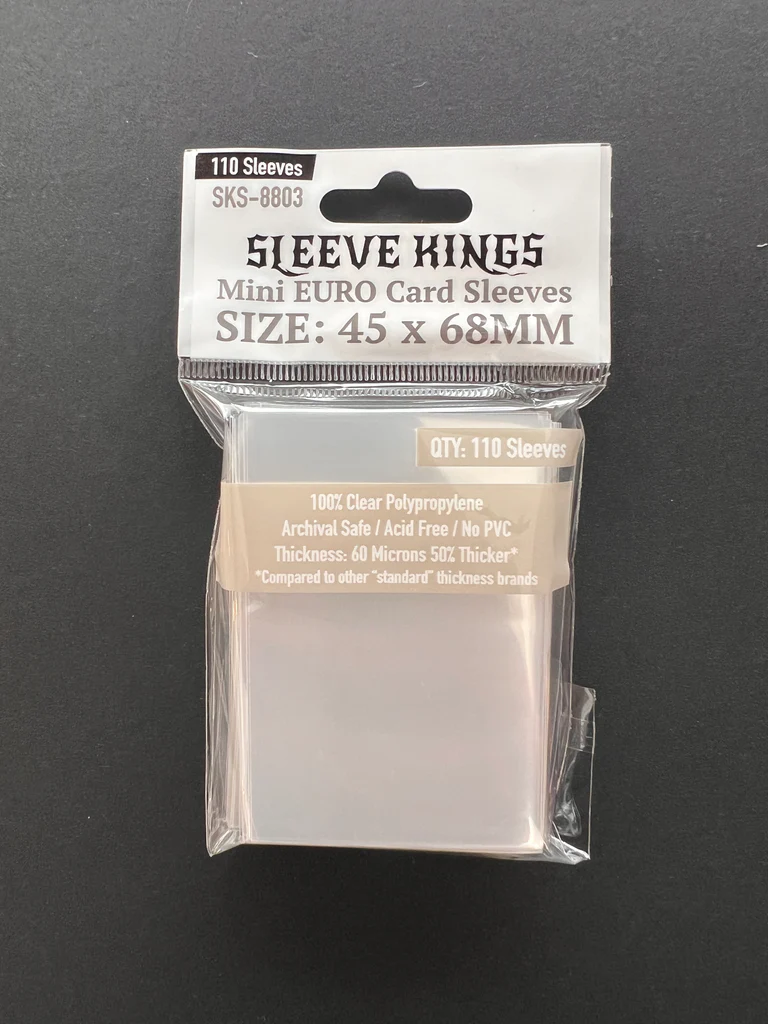 110 Sleeves
SKS-8803
SLEEVE KINGS
Mini EURO Card Sleeves
SIZE: 45 x 68MM
QTY: 110 Sleeves
100% Clear Polypropylene
Archival Safe / Acid Free / No PVC
Thickness: 60 Microns 50% Thicker*
*Compared to other "standard" thickness brands